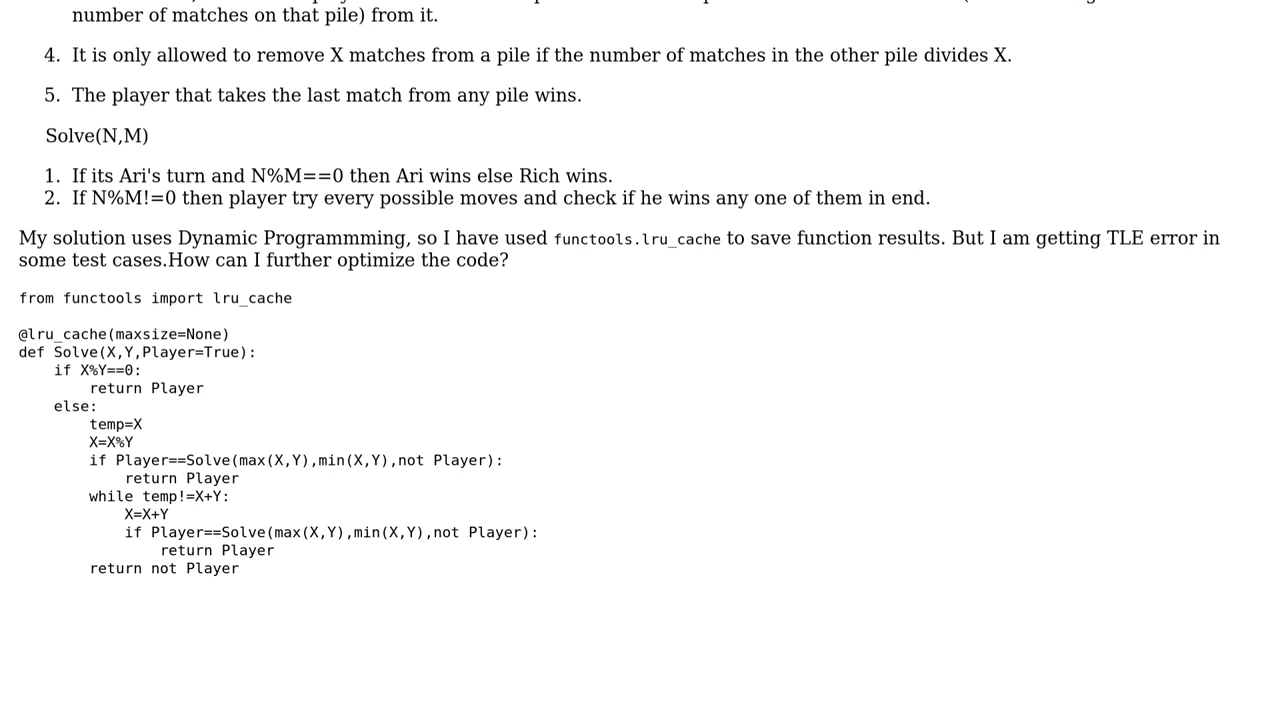 number of matches on that pile) from it.
4. It is only allowed to remove X matches from a pile if the number of matches in the other pile divides X.
5. The player that takes the last match from any pile wins.
Solve(N,M)
1. If its Ari's turn and N%M==0 then Ari wins else Rich wins.
2. If N%M!=0 then player try every possible moves and check if he wins any one of them in end.
My solution uses Dynamic Programmming, so I have used functools.lru_cache to save function results. But I am getting TLE error in
some test cases.How can I further optimize the code?
from functools import lru_cache
@lru_cache(maxsize=None)
def Solve(X,Y,Player=True):
    if X%Y==0:
        return Player
    else:
        temp=X
        X=X%Y
        if Player==Solve(max(X,Y),min(X,Y),not Player):
            return Player
        while temp!=X+Y:
            X=X+Y
            if Player==Solve(max(X,Y),min(X,Y),not Player):
                return Player
        return not Player